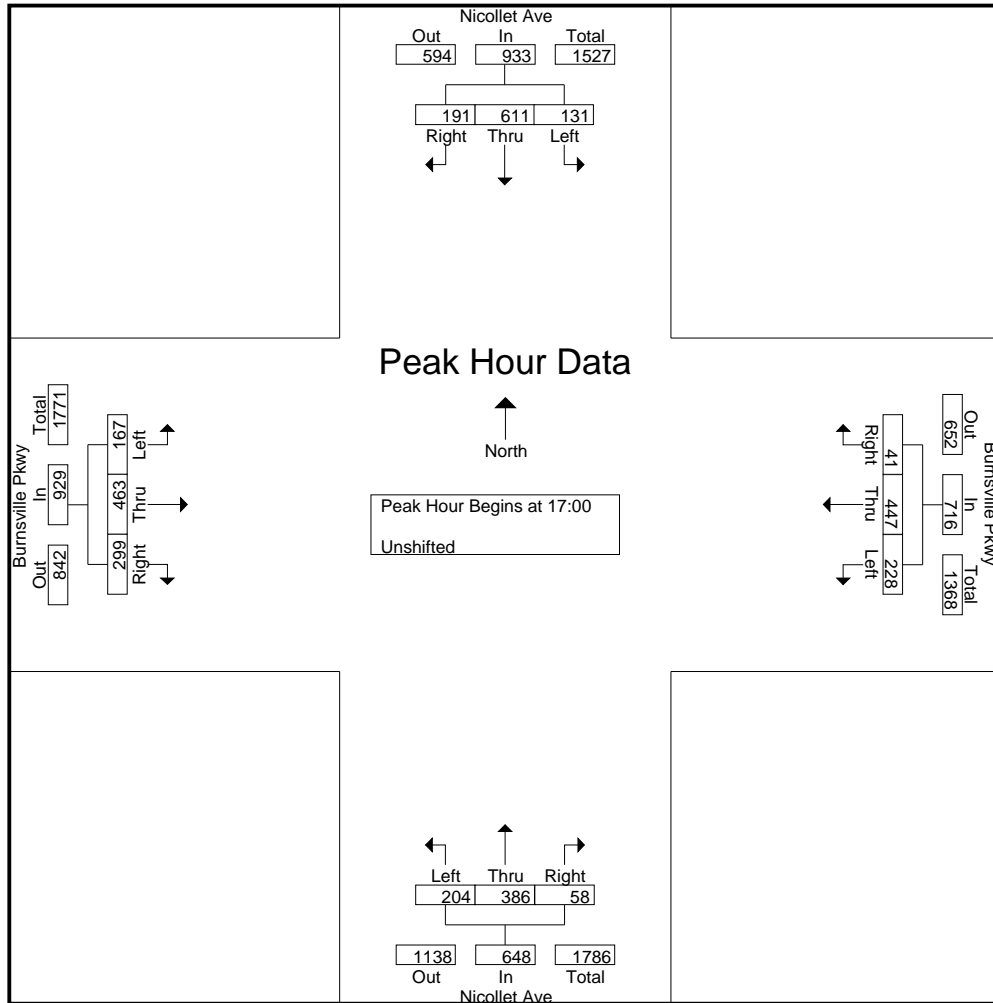 Nicollet Ave
Out In Total
594 933 1527
191 611 131
Right Thru Left
Peak Hour Data
North
Peak Hour Begins at 17:00
Unshifted
Burnsville Pkwy
Out In Total
842 929 1771
Left Thru Right
167 463 299
Burnsville Pkwy
Out In Total
652 716 1368
Right Thru Left
41 447 228
Left Thru Right
204 386 58
1138 648 1786
Out In Total
Nicollet Ave